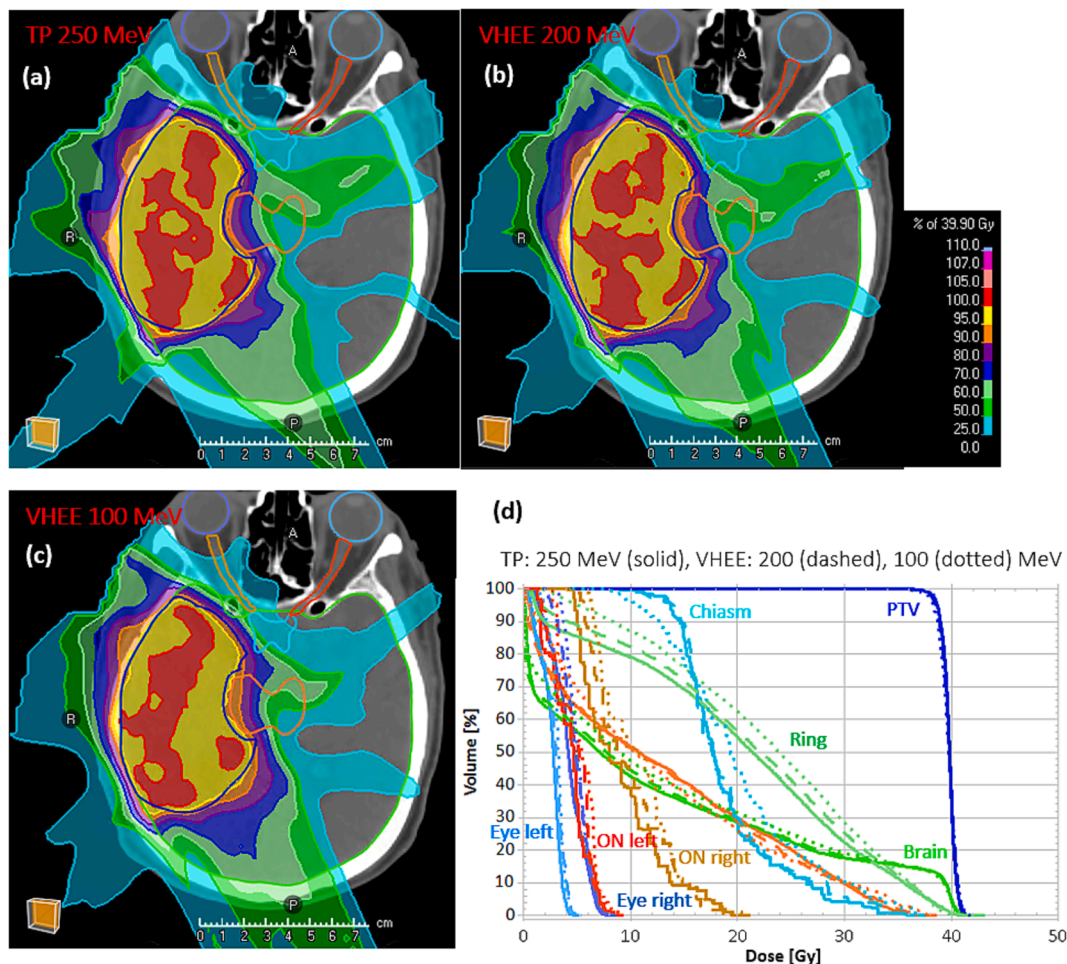 TP 250 MeV
(a)
A
R
P
cm
0 1 2 3 4 5 6 7
VHEE 200 MeV
(b)
A
R
P
cm
0 1 2 3 4 5 6 7
% of 39.90 Gy
110.0
107.0
105.0
100.0
95.0
90.0
80.0
70.0
60.0
50.0
25.0
0.0
VHEE 100 MeV
(c)
A
R
P
cm
0 1 2 3 4 5 6 7
(d)
TP: 250 MeV (solid), VHEE: 200 (dashed), 100 (dotted) MeV
Volume [%]
100
90
80
70
60
50
40
30
20
10
0
Chiasm
PTV
Ring
Eye left
ON left
ON right
Brain
Eye right
0 10 20 30 40 50
Dose [Gy]